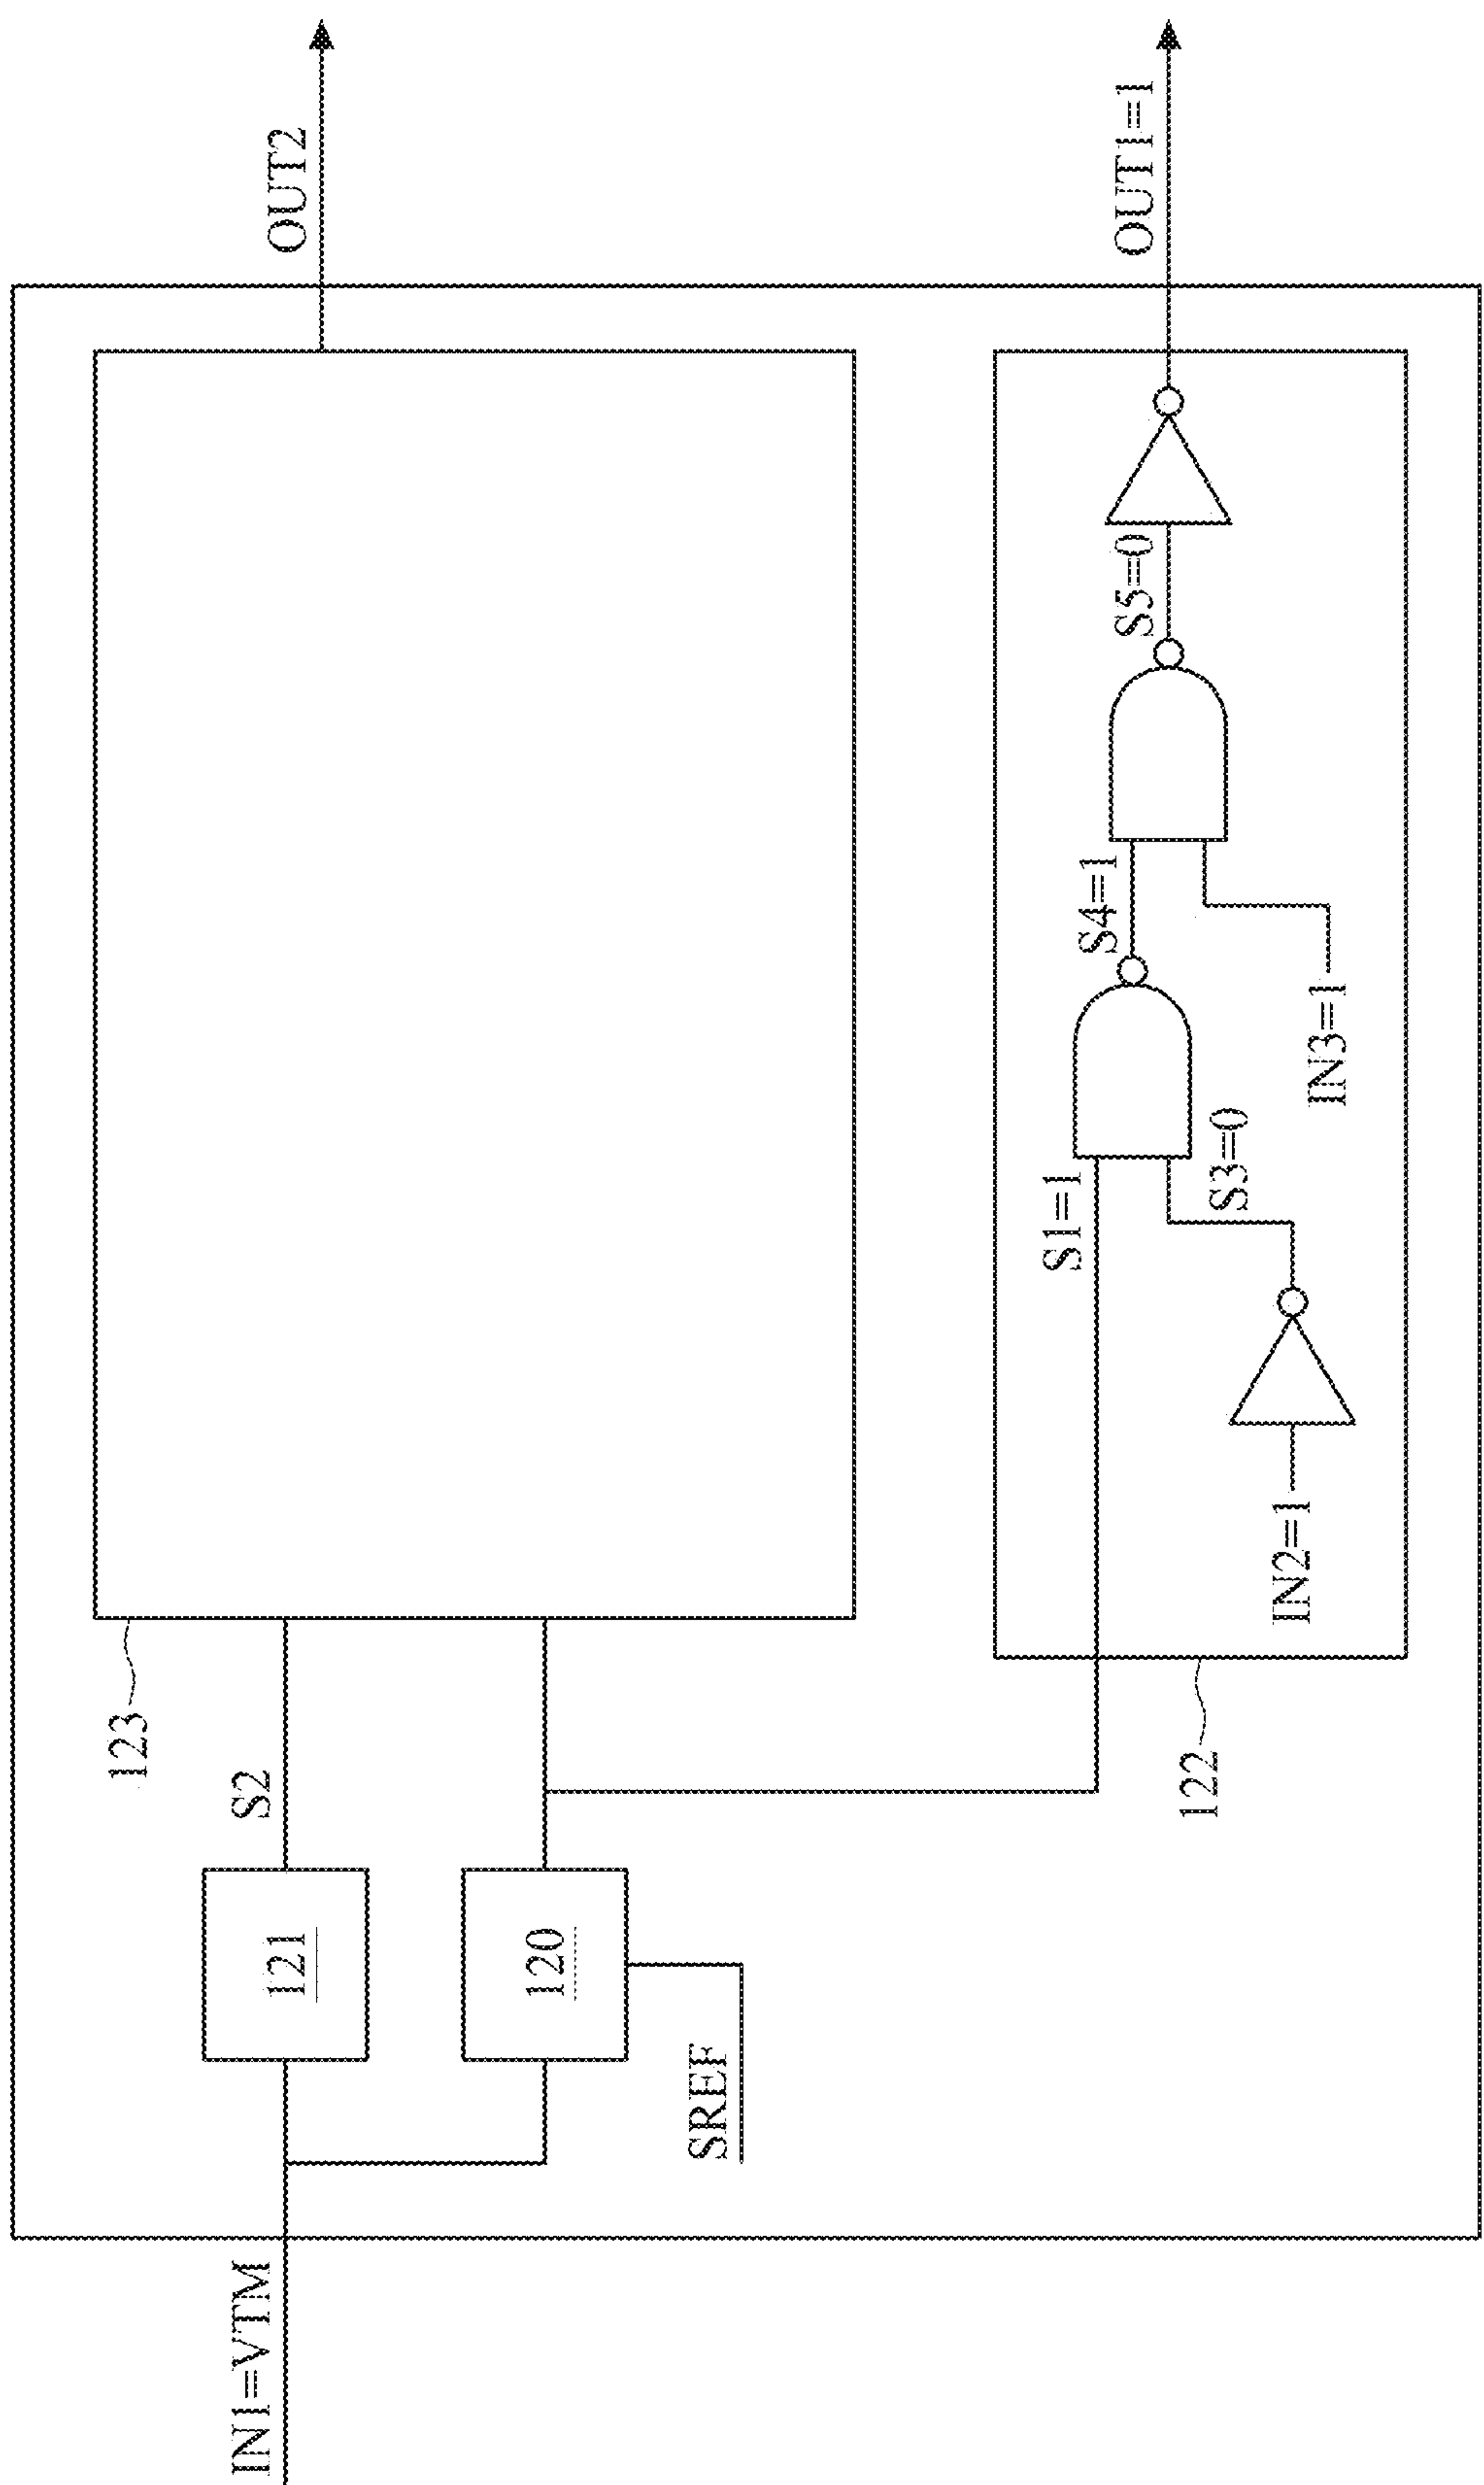 IN1=VTM
121
S2
123
OUT2
120
SREF
S1=1
IN2=1
S3=0
S4=1
IN3=1
S5=0
OUT1=1
122